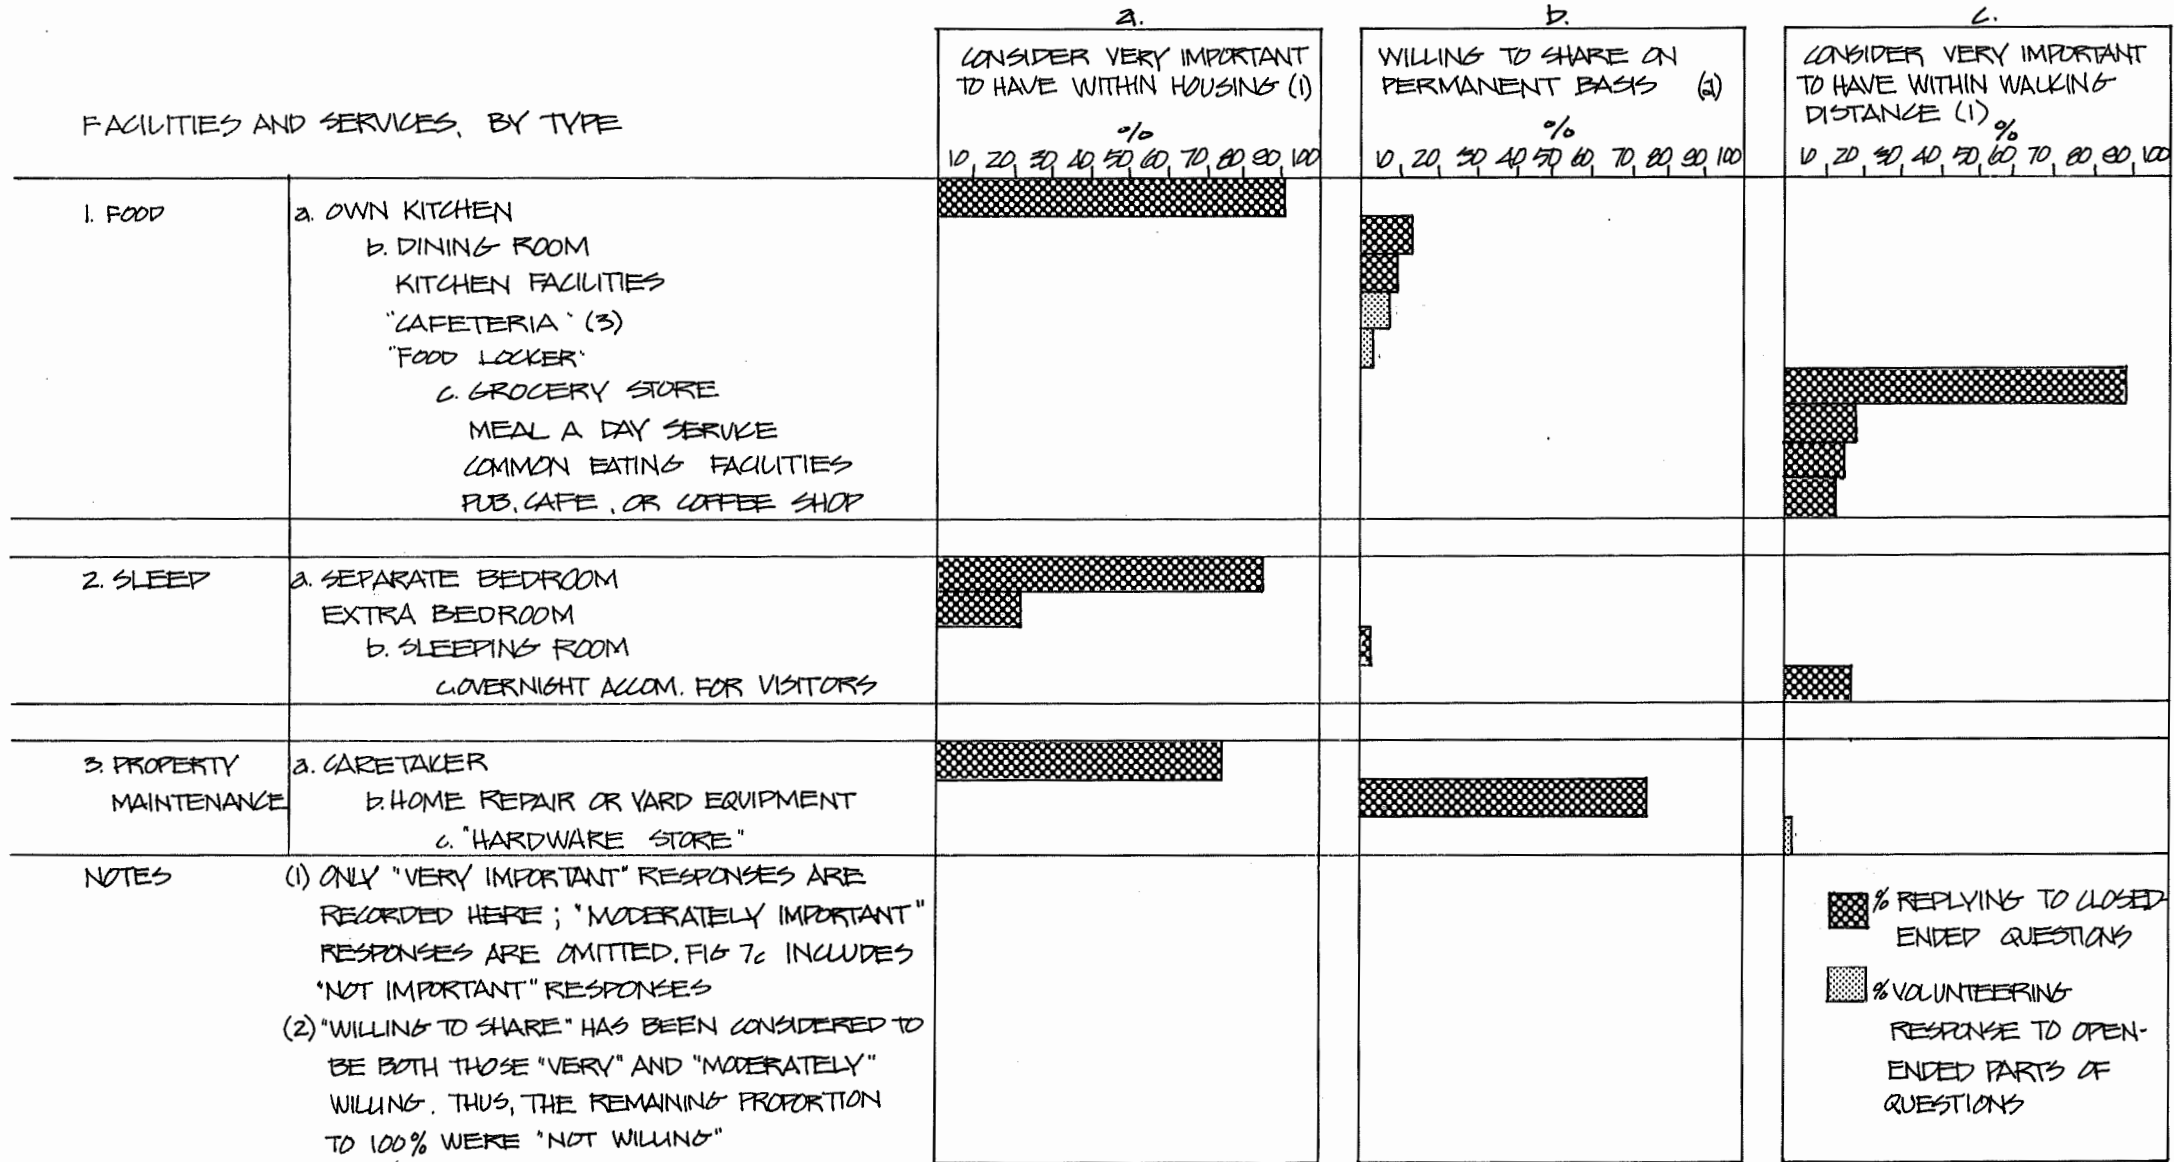 a.
b.
c.
CONSIDER VERY IMPORTANT
TO HAVE WITHIN HOUSING (1)
%
10 20 30 40 50 60 70 80 90 100
WILLING TO SHARE ON
PERMANENT BASIS (2)
%
10 20 30 40 50 60 70 80 90 100
CONSIDER VERY IMPORTANT
TO HAVE WITHIN WALKING
DISTANCE (1) %
10 20 30 40 50 60 70 80 90 100
FACILITIES AND SERVICES, BY TYPE
1. FOOD
a. OWN KITCHEN
b. DINING ROOM
KITCHEN FACILITIES
"CAFETERIA" (3)
"FOOD LOCKER"
c. GROCERY STORE
MEAL A DAY SERVICE
COMMON EATING FACILITIES
PUB, CAFE, OR COFFEE SHOP
2. SLEEP
a. SEPARATE BEDROOM
EXTRA BEDROOM
b. SLEEPING ROOM
c. OVERNIGHT ACCOM. FOR VISITORS
3. PROPERTY
MAINTENANCE
a. CARETAKER
b. HOME REPAIR OR YARD EQUIPMENT
c. "HARDWARE STORE"
NOTES
(1) ONLY "VERY IMPORTANT" RESPONSES ARE
RECORDED HERE; "MODERATELY IMPORTANT"
RESPONSES ARE OMITTED. FIG 7c INCLUDES
"NOT IMPORTANT" RESPONSES
(2) "WILLING TO SHARE" HAS BEEN CONSIDERED TO
BE BOTH THOSE "VERY" AND "MODERATELY"
WILLING. THUS, THE REMAINING PROPORTION
TO 100% WERE "NOT WILLING"
% REPLYING TO CLOSED-
ENDED QUESTIONS
% VOLUNTEERING
RESPONSE TO OPEN-
ENDED PARTS OF
QUESTIONS